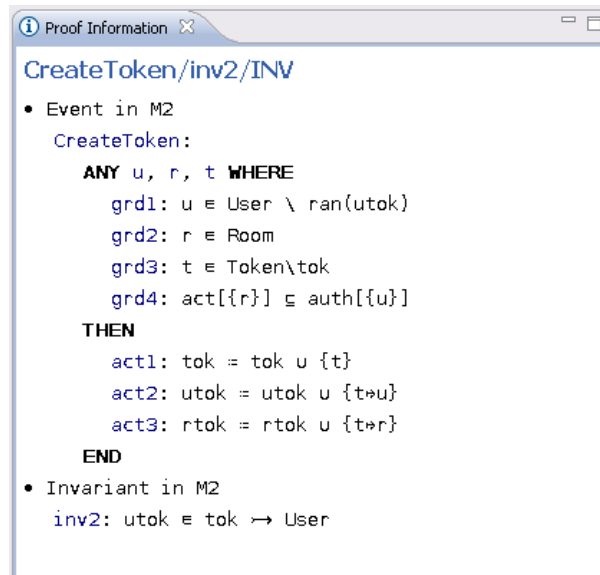 Proof Information
CreateToken/inv2/INV
• Event in M2
CreateToken:
ANY u, r, t WHERE
grd1: u ∈ User \ ran(utok)
grd2: r ∈ Room
grd3: t ∈ Token\tok
grd4: act[{r}] ⊆ auth[{u}]
THEN
act1: tok ≔ tok ∪ {t}
act2: utok ≔ utok ∪ {t↦u}
act3: rtok ≔ rtok ∪ {t↦r}
END
• Invariant in M2
inv2: utok ∈ tok ↣ User